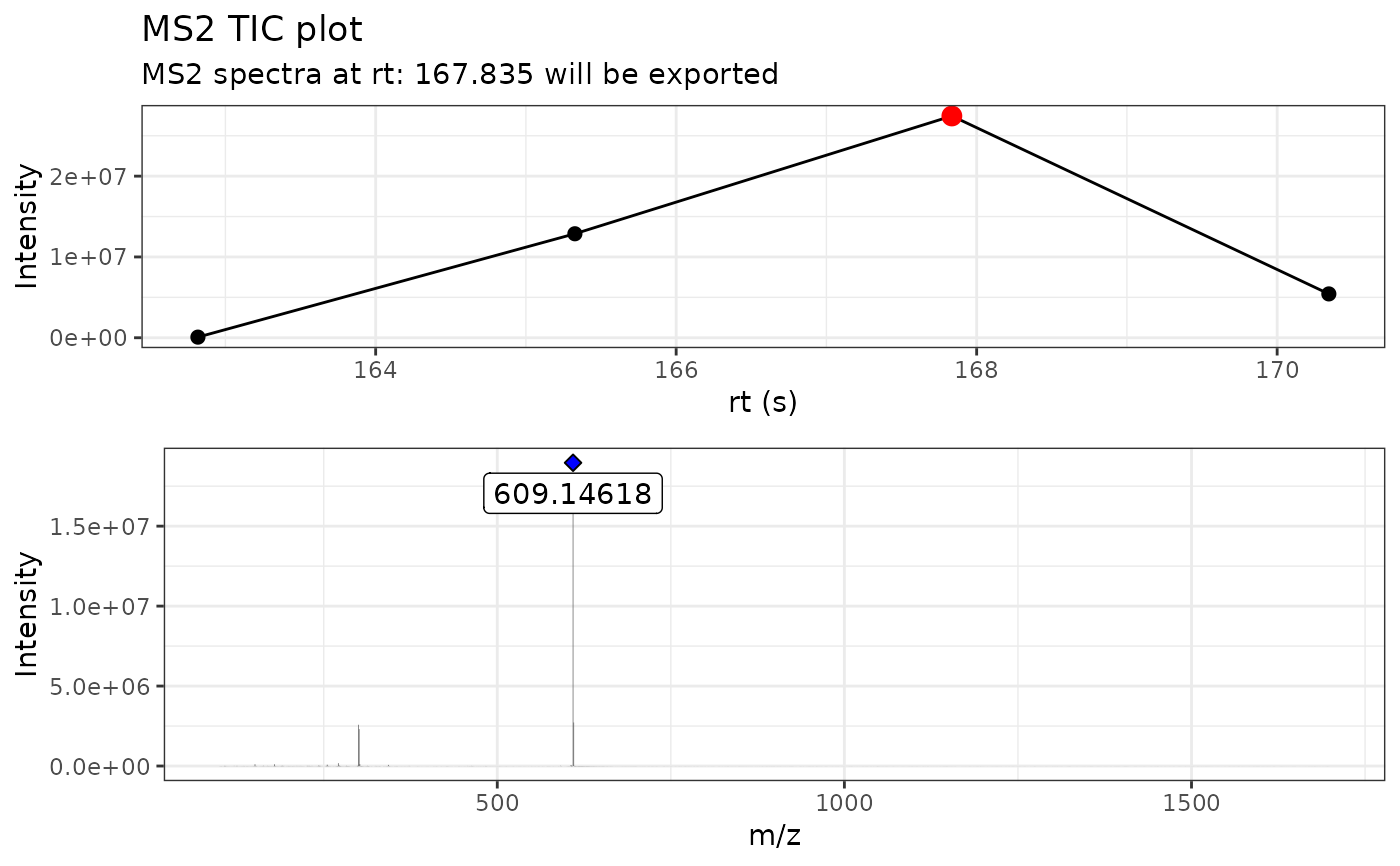 MS2 TIC plot
MS2 spectra at rt: 167.835 will be exported
Intensity
2e+07
1e+07
0e+00
164 166 168 170
rt (s)
609.14618
Intensity
1.5e+07
1.0e+07
5.0e+06
0.0e+00
500 1000 1500
m/z